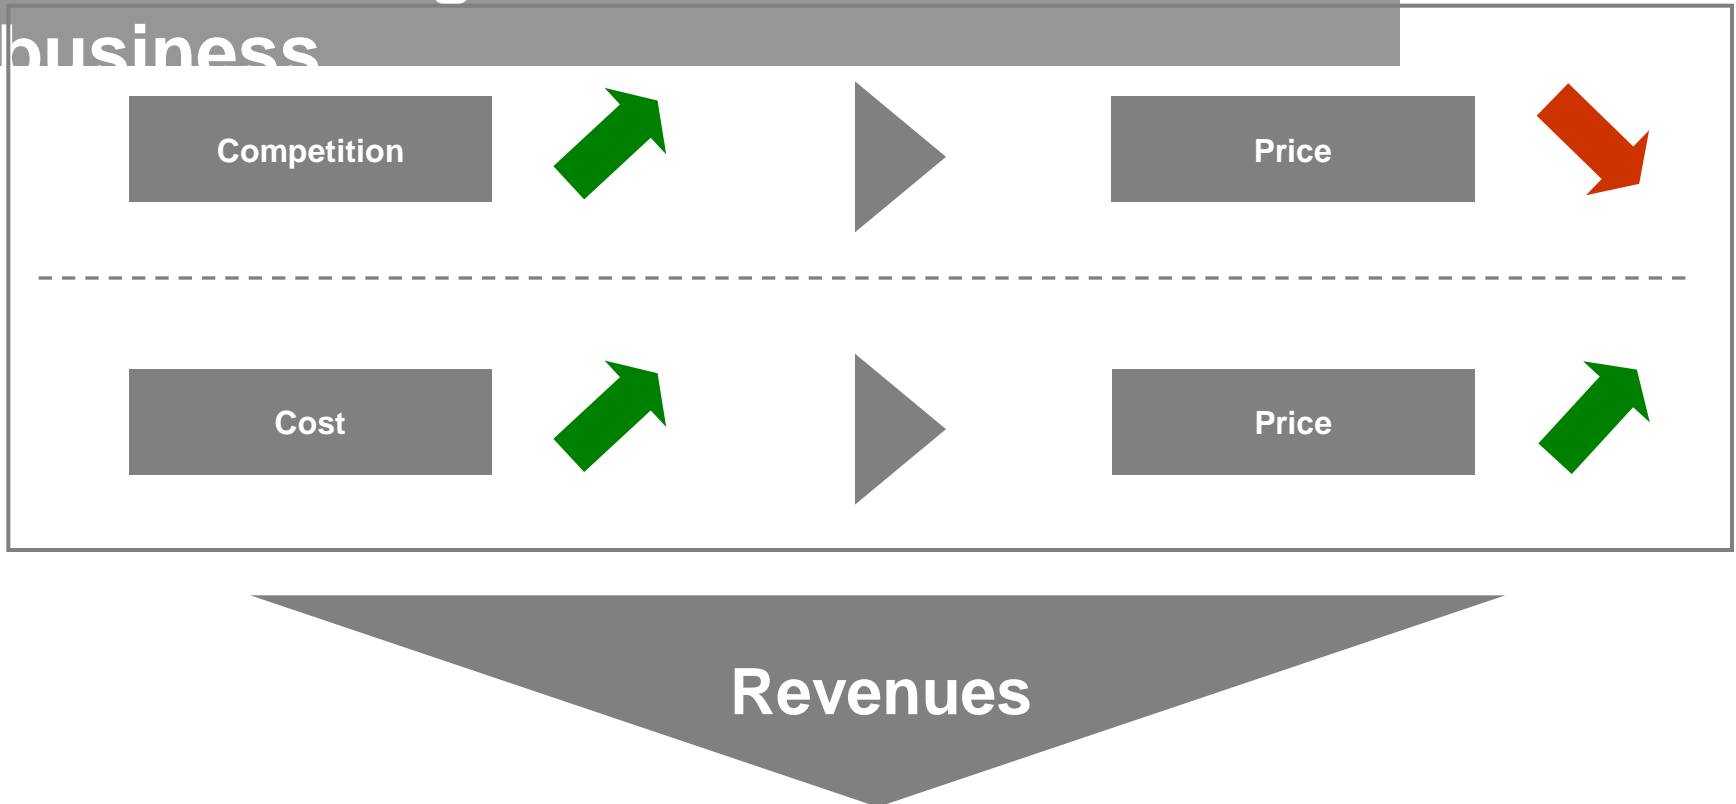 business
Competition
Price
Cost
Price
Revenues